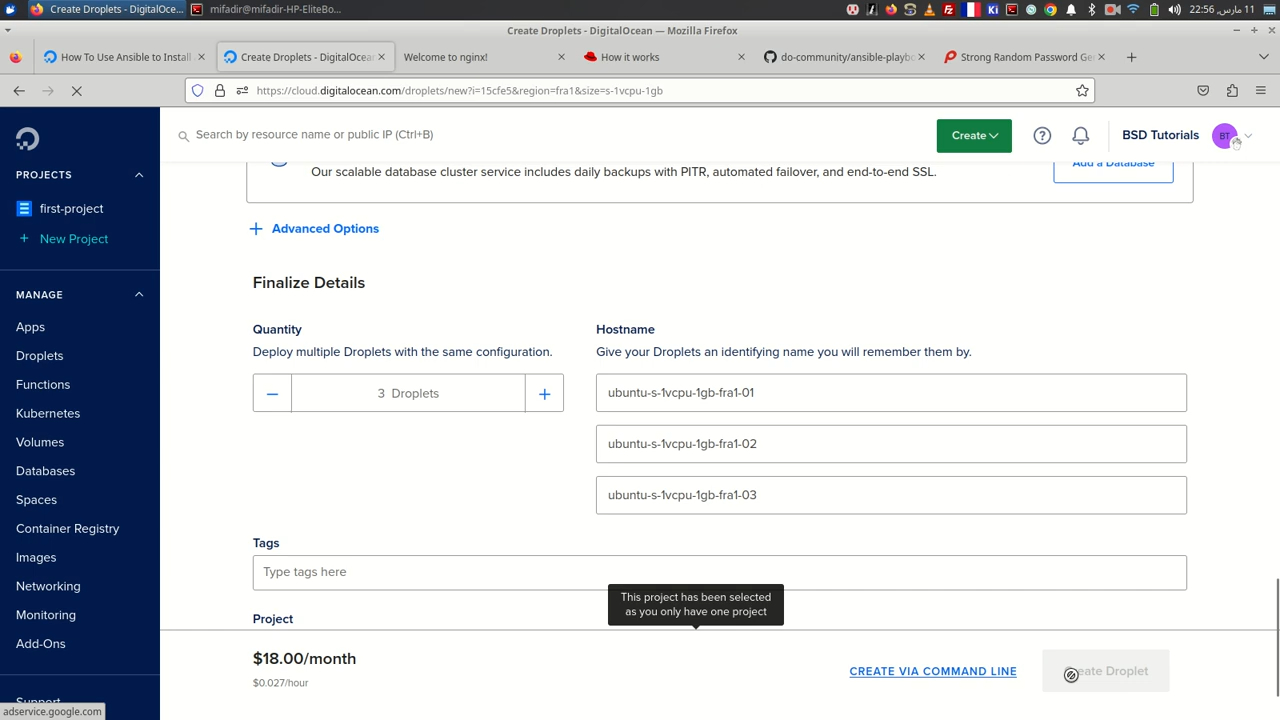 Create Droplets - DigitalOce...
mifadir@mifadir-HP-EliteBo...
22:56 ,11 مارس
Create Droplets - DigitalOcean — Mozilla Firefox
How To Use Ansible to Install
Create Droplets - DigitalOcean
Welcome to nginx!
How it works
do-community/ansible-playbo
Strong Random Password Gen
https://cloud.digitalocean.com/droplets/new?i=15cfe5&region=fra1&size=s-1vcpu-1gb
Search by resource name or public IP (Ctrl+B)
Create
BSD Tutorials
BT
PROJECTS
first-project
New Project
MANAGE
Apps
Droplets
Functions
Kubernetes
Volumes
Databases
Spaces
Container Registry
Images
Networking
Monitoring
Add-Ons
Support
adservice.google.com
Our scalable database cluster service includes daily backups with PITR, automated failover, and end-to-end SSL.
Add a Database
Advanced Options
Finalize Details
Quantity
Deploy multiple Droplets with the same configuration.
3 Droplets
Hostname
Give your Droplets an identifying name you will remember them by.
ubuntu-s-1vcpu-1gb-fra1-01
ubuntu-s-1vcpu-1gb-fra1-02
ubuntu-s-1vcpu-1gb-fra1-03
Tags
Type tags here
This project has been selected
as you only have one project
Project
$18.00/month
$0.027/hour
CREATE VIA COMMAND LINE
Create Droplet